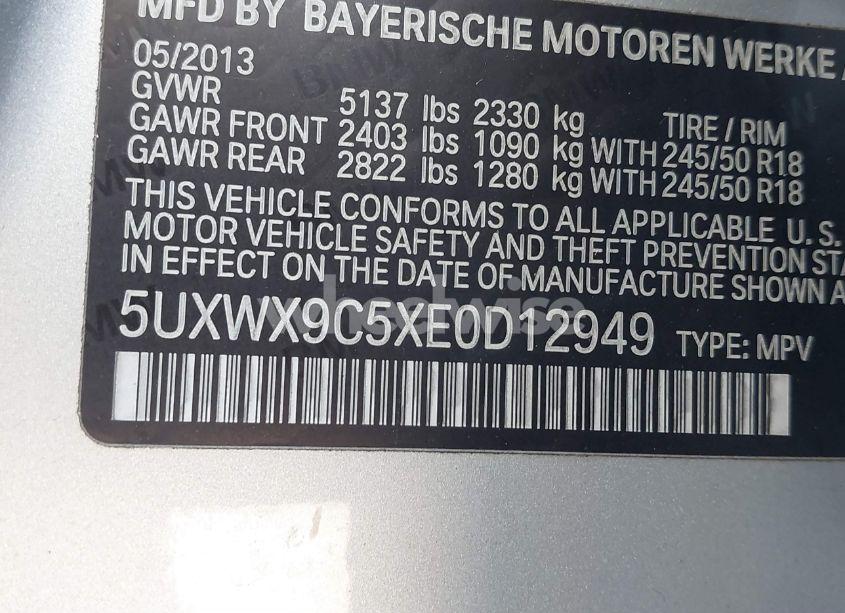 MFD BY BAYERISCHE MOTOREN WERKE
05/2013
GVWR 5137 lbs 2330 kg TIRE / RIM
GAWR FRONT 2403 lbs 1090 kg WITH 245/50 R18
GAWR REAR 2822 lbs 1280 kg WITH 245/50 R18
THIS VEHICLE CONFORMS TO ALL APPLICABLE U. S.
MOTOR VEHICLE SAFETY AND THEFT PREVENTION STA
IN EFFECT ON THE DATE OF MANUFACTURE SHOWN A
5UXWX9C5XE0D12949 TYPE: MPV
wheelwise